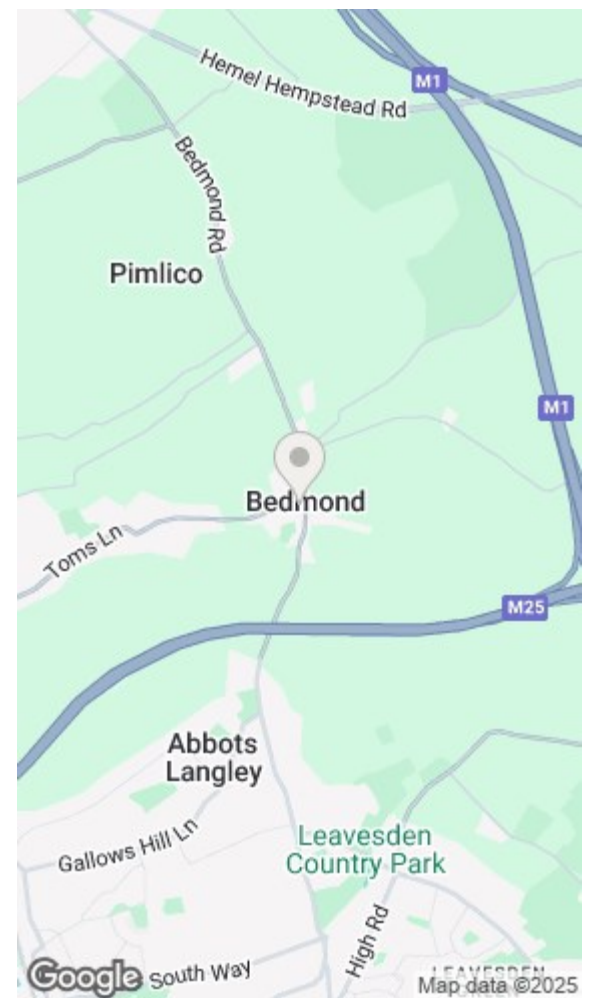 Hemel Hempstead Rd
M1
Bedmond Rd
Pimlico
M1
Bedmond
Toms Ln
M25
Abbots
Langley
Leavesden
Country Park
Gallows Hill Ln
High Rd
LEAVESDEN
Google
South Way
Map data ©2025